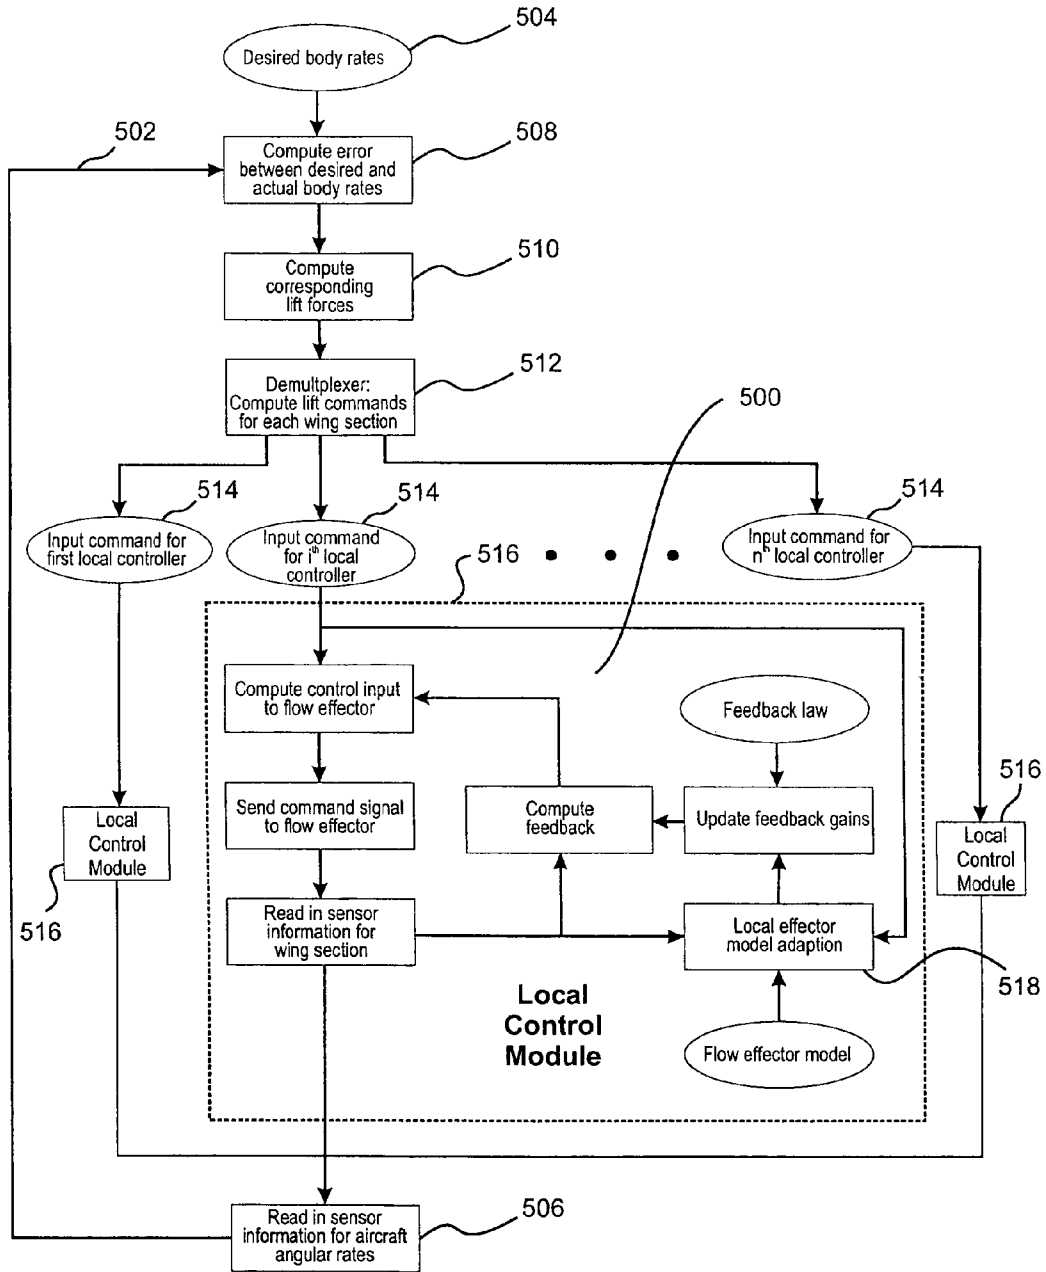 504
Desired body rates
502
508
Compute error
between desired and
actual body rates
510
Compute
corresponding
lift forces
512
Demultplexer:
Compute lift commands
for each wing section
500
514
514
514
Input command for
first local controller
Input command
for ith local
controller
Input command for
nth local controller
516
Compute control input
to flow effector
Feedback law
Send command signal
to flow effector
Compute
feedback
Update feedback gains
516
Local
Control
Module
Local
Control
Module
516
Read in sensor
information for
wing section
Local effector
model adaption
518
Local
Control
Module
Flow effector model
506
Read in sensor
information for aircraft
angular rates